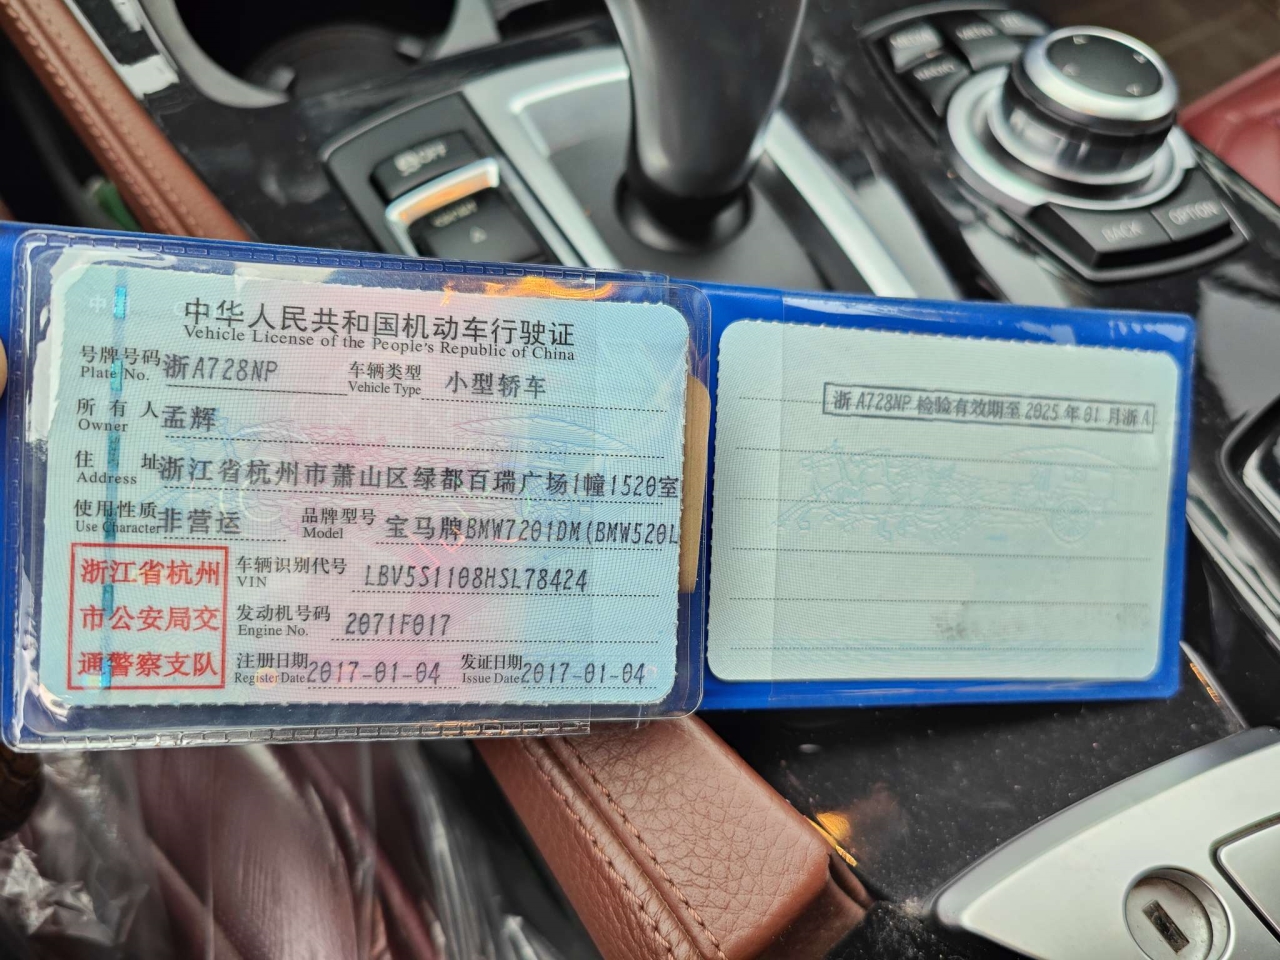 中华人民共和国机动车行驶证
Vehicle License of the People's Republic of China
号牌号码 浙A728NP 车辆类型 小型轿车
Plate No. Vehicle Type
所有人 孟辉
Owner
住址 浙江省杭州市萧山区绿都百瑞广场1幢1520室
Address
使用性质 非营运 品牌型号 宝马牌BMW7201DM(BMW520L
Use Character Model
浙江省杭州
市公安局交
通警察支队
车辆识别代号 LBV5S1108HSL78424
VIN
发动机号码 2071F017
Engine No.
注册日期 2017-01-04 发证日期 2017-01-04
Register Date Issue Date
浙A728NP 检验有效期至2025年01月浙A
OFF
MENU
RADIO
BACK
OPTION